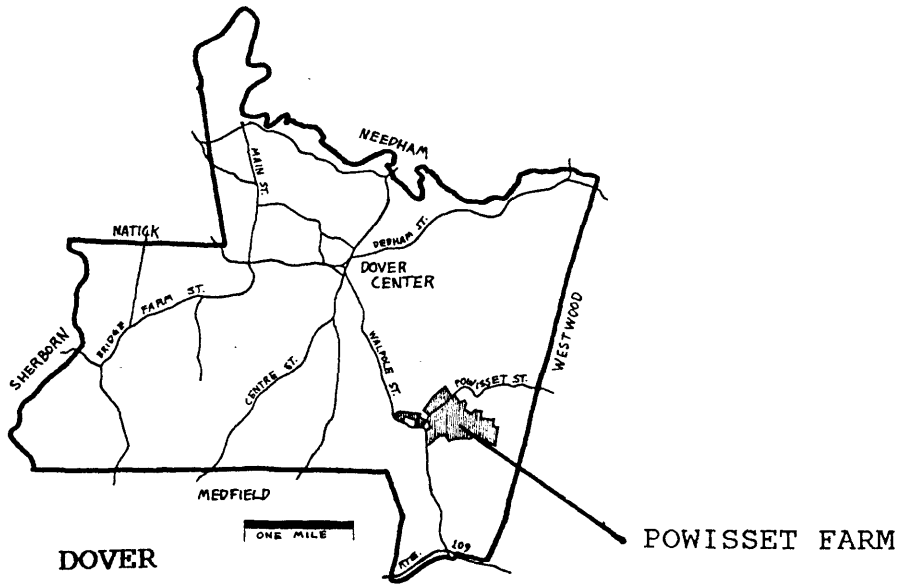 NEEDHAM
MAIN ST.
NATICK
DEDHAM ST.
DOVER
CENTER
BRIDGE
FARM ST.
SHERBORN
WESTWOOD
WALPOLE ST.
CENTRE ST.
POWISSET ST.
MEDFIELD
ONE MILE
POWISSET FARM
RTE. 109
DOVER